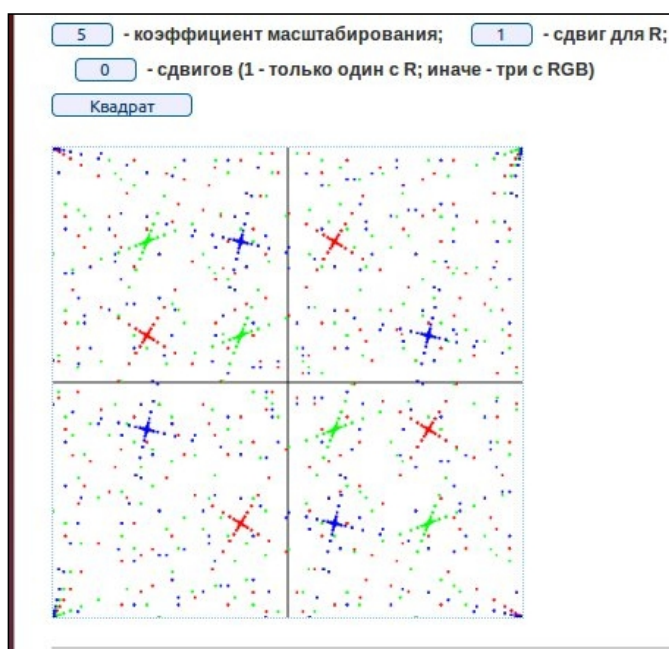 5 - коэффициент масштабирования; 1 - сдвиг для R;
0 - сдвигов (1 - только один с R; иначе - три с RGB)
Квадрат